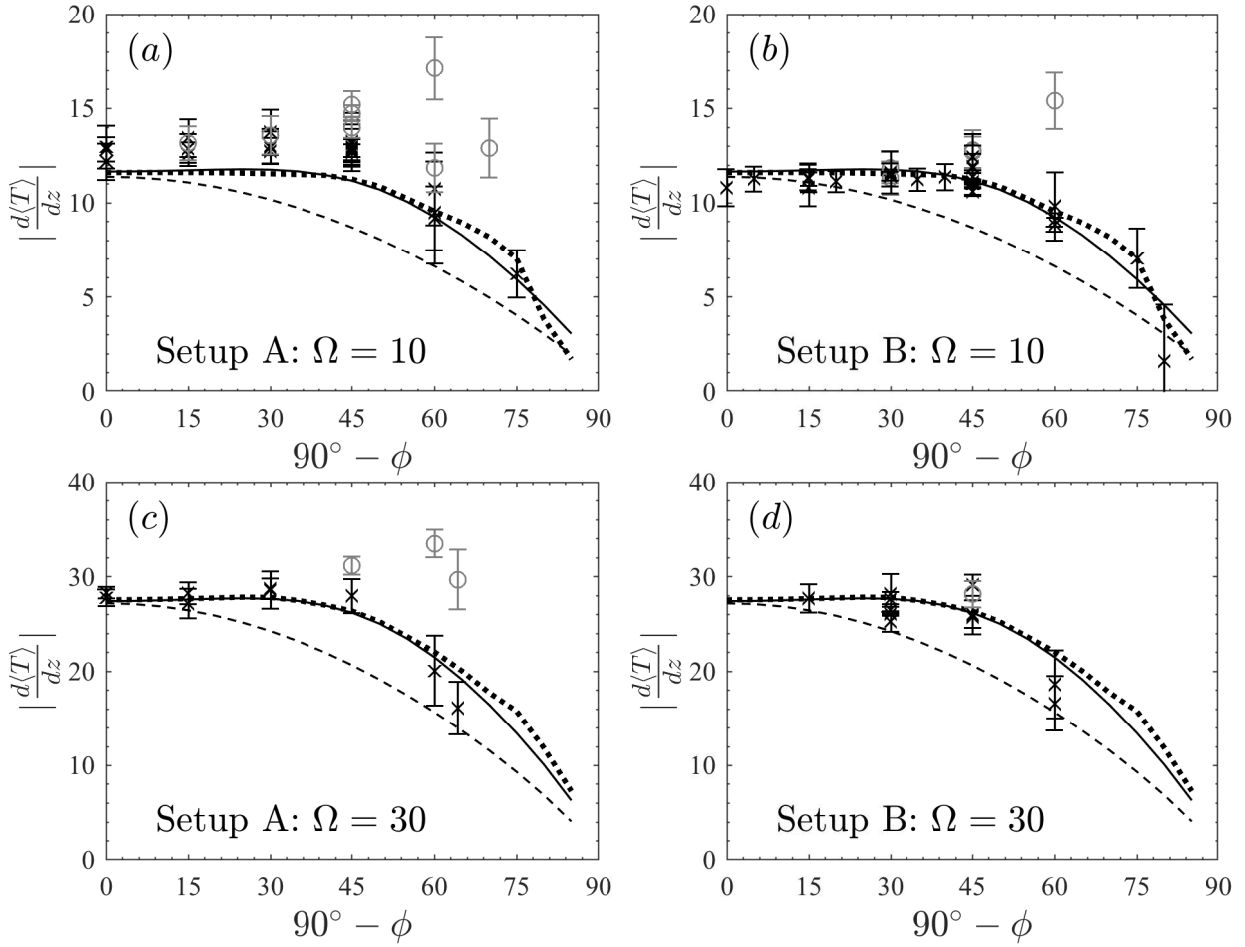 (a)
20
15
10
5
0
|d⟨T⟩/dz|
Setup A: Ω = 10
0 15 30 45 60 75 90
90° − ϕ
(b)
20
15
10
5
0
|d⟨T⟩/dz|
Setup B: Ω = 10
0 15 30 45 60 75 90
90° − ϕ
(c)
40
30
20
10
0
|d⟨T⟩/dz|
Setup A: Ω = 30
0 15 30 45 60 75 90
90° − ϕ
(d)
40
30
20
10
0
|d⟨T⟩/dz|
Setup B: Ω = 30
0 15 30 45 60 75 90
90° − ϕ